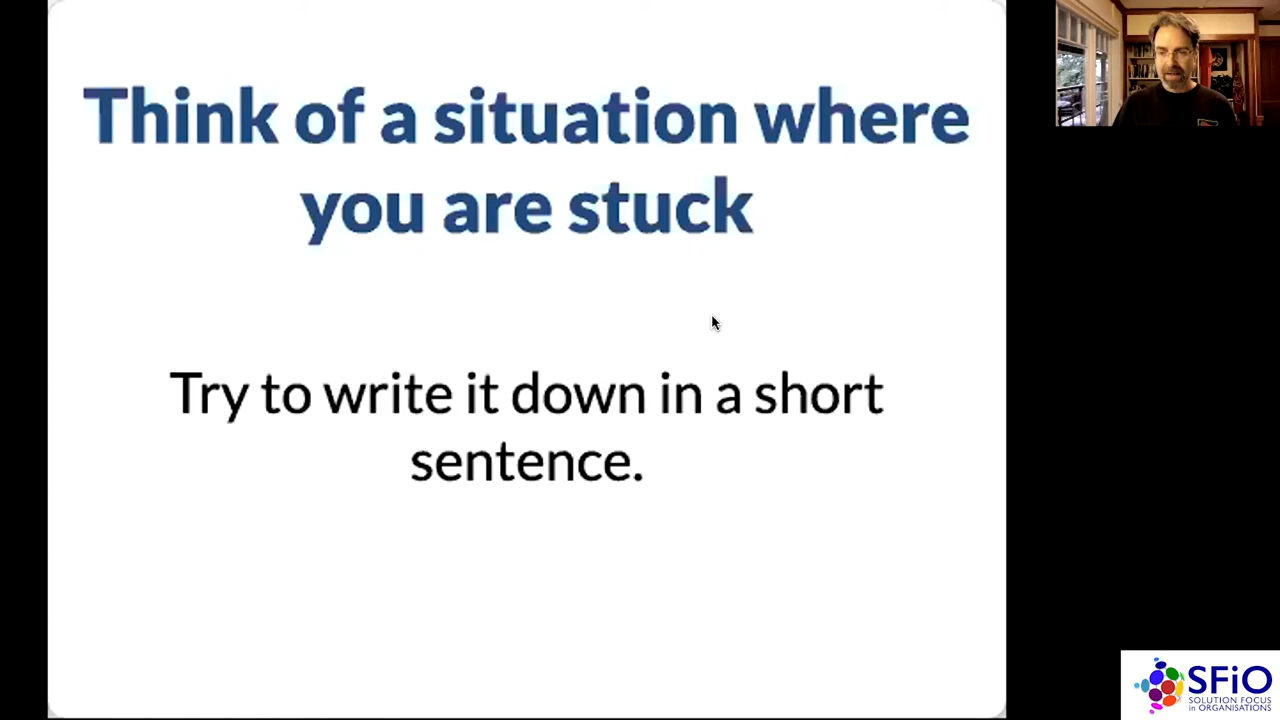 Think of a situation where
you are stuck
Try to write it down in a short
sentence.
SFiO
SOLUTION FOCUS
in ORGANISATIONS